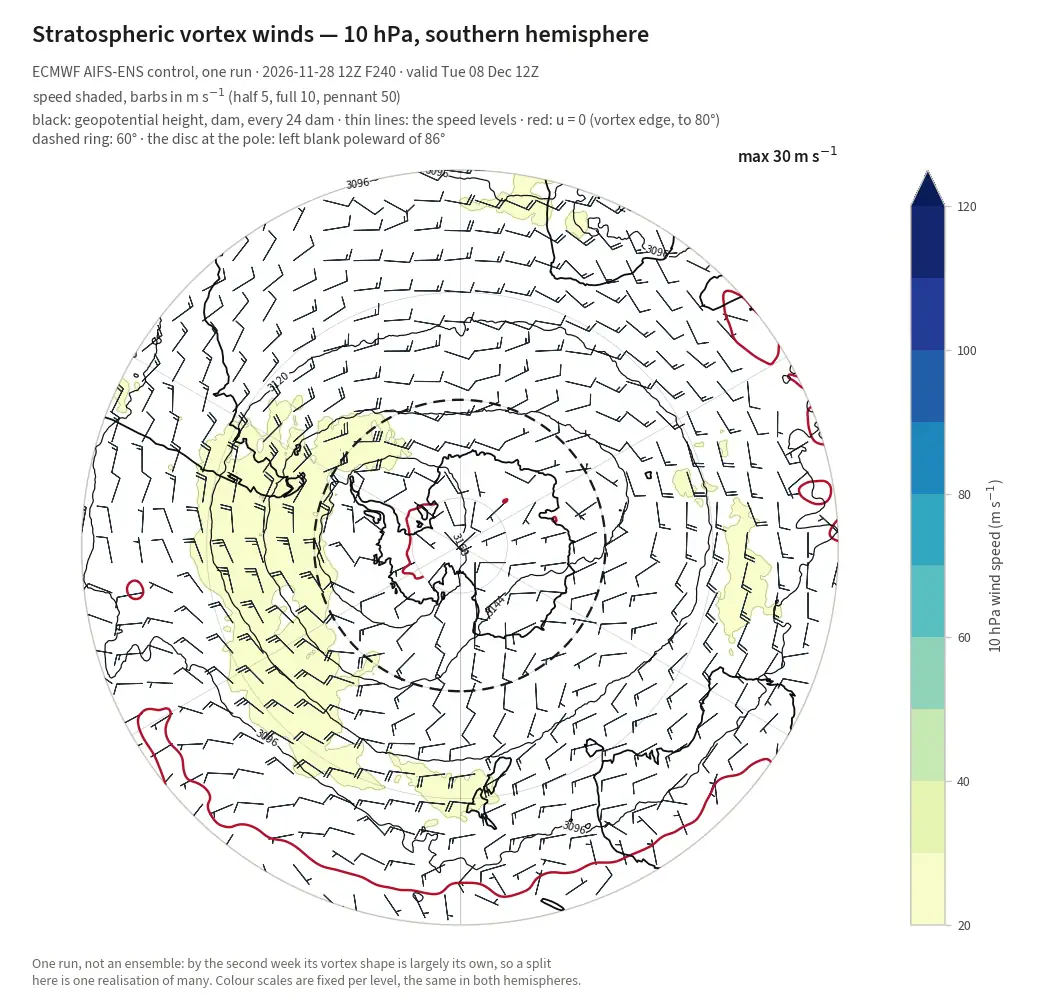 Stratospheric vortex winds — 10 hPa, southern hemisphere
ECMWF AIFS-ENS control, one run · 2026-11-28 12Z F240 · valid Tue 08 Dec 12Z
speed shaded, barbs in m s⁻¹ (half 5, full 10, pennant 50)
black: geopotential height, dam, every 24 dam · thin lines: the speed levels · red: u = 0 (vortex edge, to 80°)
dashed ring: 60° · the disc at the pole: left blank poleward of 86°
max 30 m s⁻¹
3096
3096
3120
3144
3096
3096
120
100
80
60
40
20
10 hPa wind speed (m s⁻¹)
One run, not an ensemble: by the second week its vortex shape is largely its own, so a split
here is one realisation of many. Colour scales are fixed per level, the same in both hemispheres.